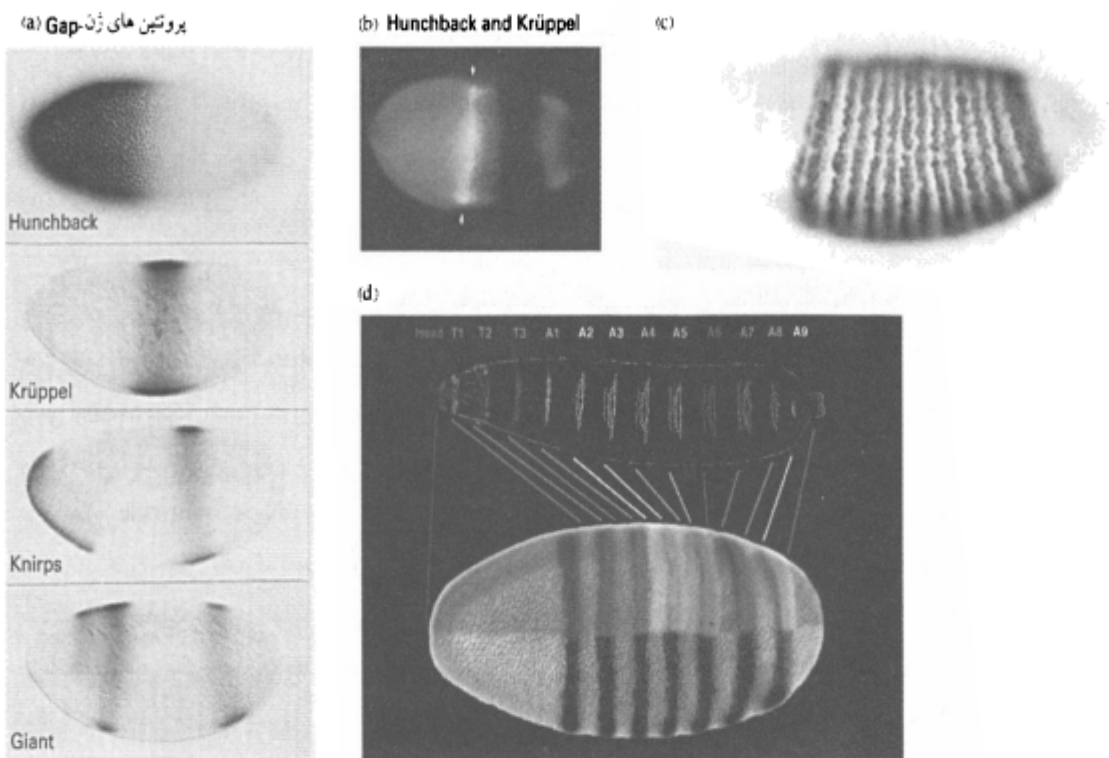 (a) پروتئین های ژن-Gap
Hunchback
Krüppel
Knirps
Giant
(b) Hunchback and Krüppel
(c)
(d)
Head T1 T2 T3 A1 A2 A3 A4 A5 A6 A7 A8 A9